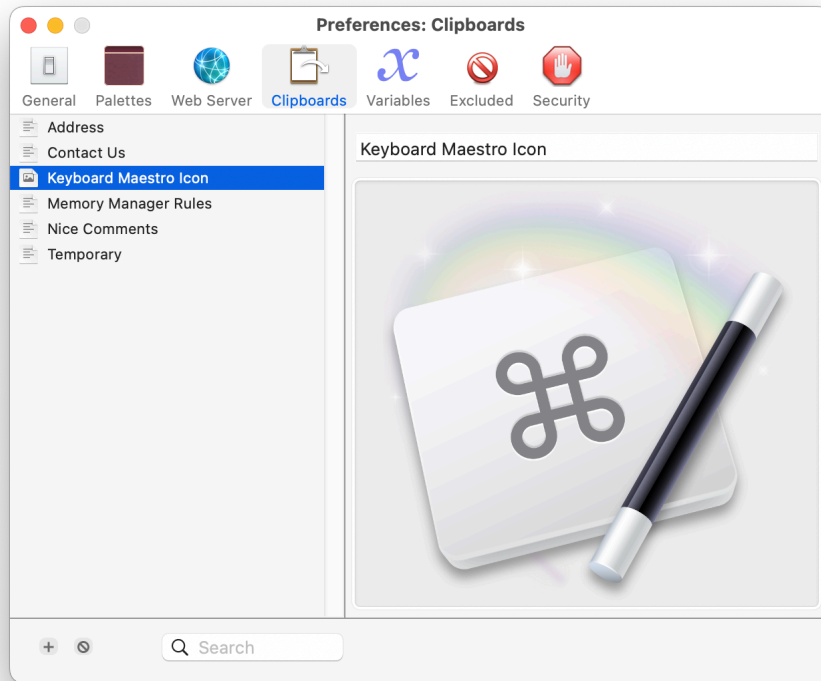 Preferences: Clipboards
General Palettes Web Server Clipboards Variables Excluded Security
Address
Contact Us
Keyboard Maestro Icon
Memory Manager Rules
Nice Comments
Temporary
Keyboard Maestro Icon
Search